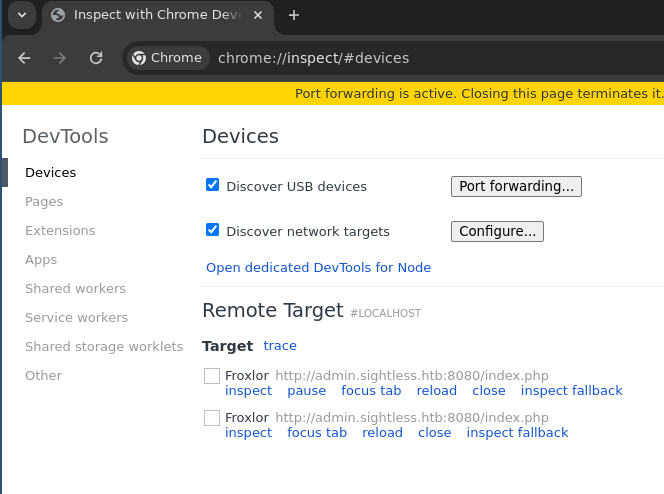 Inspect with Chrome Dev
Chrome chrome://inspect/#devices
Port forwarding is active. Closing this page terminates it.
DevTools
Devices
Pages
Extensions
Apps
Shared workers
Service workers
Shared storage worklets
Other
Devices
Discover USB devices Port forwarding...
Discover network targets Configure...
Open dedicated DevTools for Node
Remote Target #LOCALHOST
Target trace
Froxlor http://admin.sightless.htb:8080/index.php
inspect pause focus tab reload close inspect fallback
Froxlor http://admin.sightless.htb:8080/index.php
inspect focus tab reload close inspect fallback